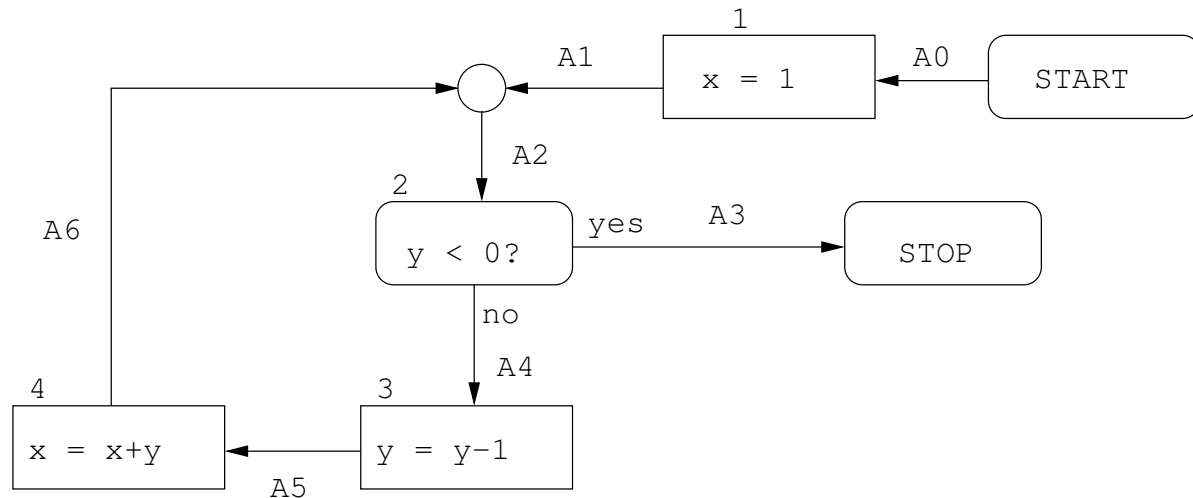 1
A1
A0
x = 1
START
A2
2
yes
A3
A6
y < 0?
STOP
no
A4
4
3
x = x+y
y = y-1
A5